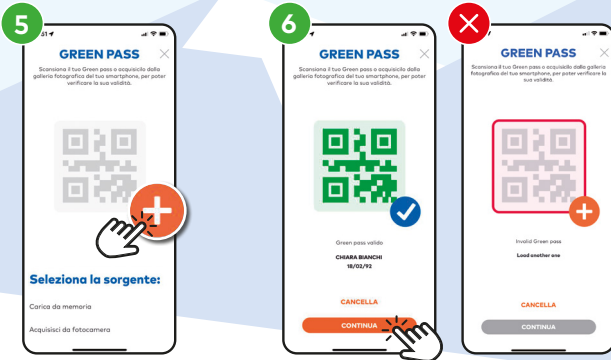 5
GREEN PASS
Scansiona il tuo Green pass o acquisicilo dalla
galleria fotografica del tuo smartphone, per poter
verificare la sua validità.
Seleziona la sorgente:
Carica da memoria
Acquisisci da fotocamera
6
GREEN PASS
Scansiona il tuo Green pass o acquisicilo dalla
galleria fotografica del tuo smartphone, per poter
verificare la sua validità.
Green pass valido
CHIARA BIANCHI
18/02/92
CANCELLA
CONTINUA
GREEN PASS
Scansiona il tuo Green pass o acquisicilo dalla galleria
fotografica del tuo smartphone, per poter verificare la
sua validità.
Invalid Green pass
Load another one
CANCELLA
CONTINUA